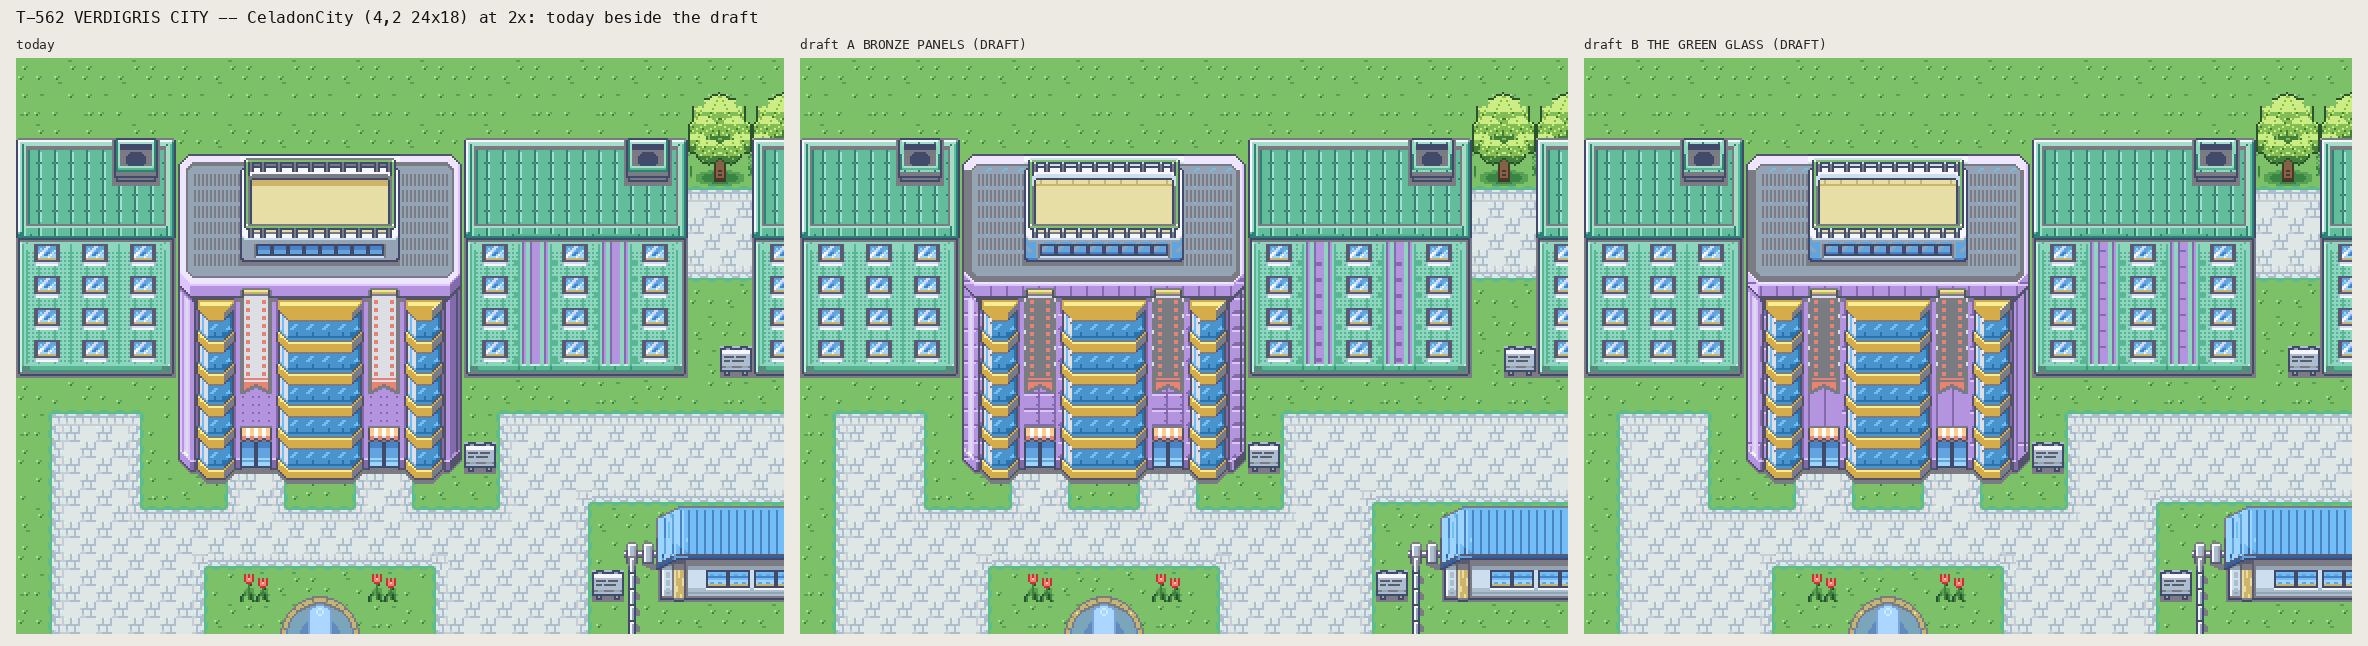 T-562 VERDIGRIS CITY -- CeladonCity (4,2 24x18) at 2x: today beside the draft
today
draft A BRONZE PANELS (DRAFT)
draft B THE GREEN GLASS (DRAFT)